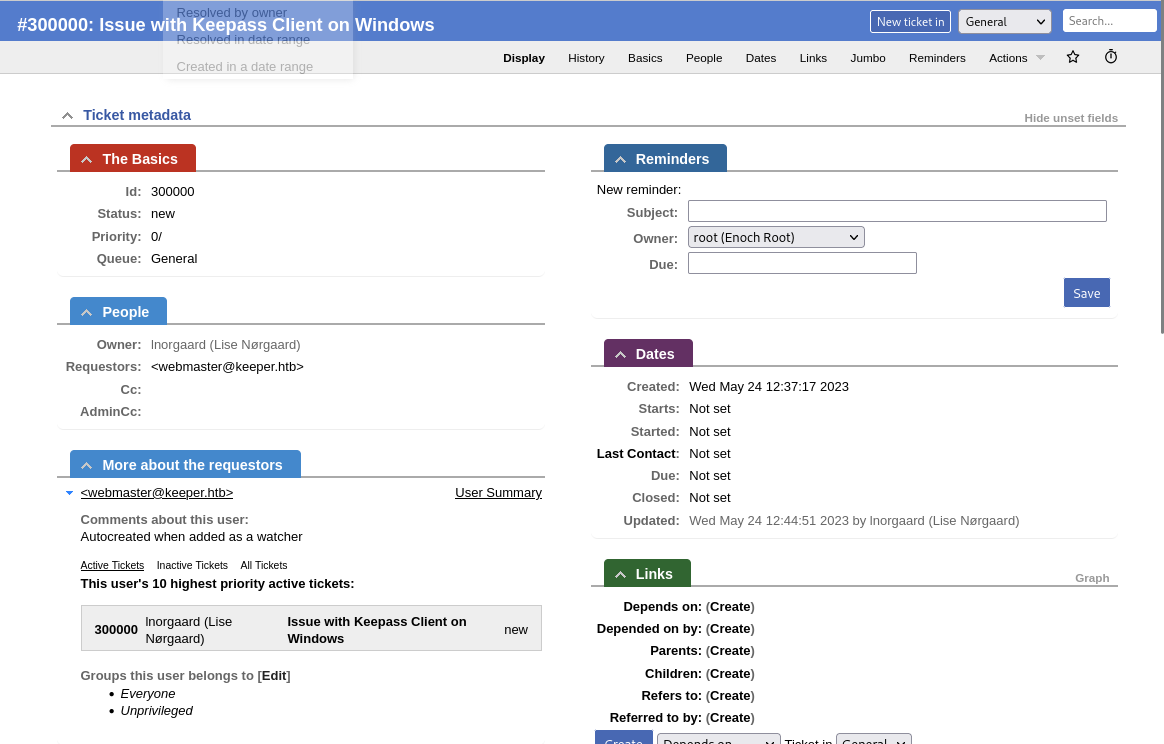 Resolved by owner
#300000: Issue with Keepass Client on Windows
New ticket in General Search...
Resolved in date range
Created in a date range
Display History Basics People Dates Links Jumbo Reminders Actions
Ticket metadata
Hide unset fields
The Basics
Id: 300000
Status: new
Priority: 0/
Queue: General
People
Owner: lnorgaard (Lise Nørgaard)
Requestors: <webmaster@keeper.htb>
Cc:
AdminCc:
More about the requestors
<webmaster@keeper.htb> User Summary
Comments about this user:
Autocreated when added as a watcher
Active Tickets Inactive Tickets All Tickets
This user's 10 highest priority active tickets:
300000 lnorgaard (Lise Nørgaard) Issue with Keepass Client on Windows new
Groups this user belongs to [Edit]
• Everyone
• Unprivileged
Reminders
New reminder:
Subject:
Owner: root (Enoch Root)
Due:
Save
Dates
Created: Wed May 24 12:37:17 2023
Starts: Not set
Started: Not set
Last Contact: Not set
Due: Not set
Closed: Not set
Updated: Wed May 24 12:44:51 2023 by lnorgaard (Lise Nørgaard)
Links
Graph
Depends on: (Create)
Depended on by: (Create)
Parents: (Create)
Children: (Create)
Refers to: (Create)
Referred to by: (Create)
Create Depends on Ticket in General